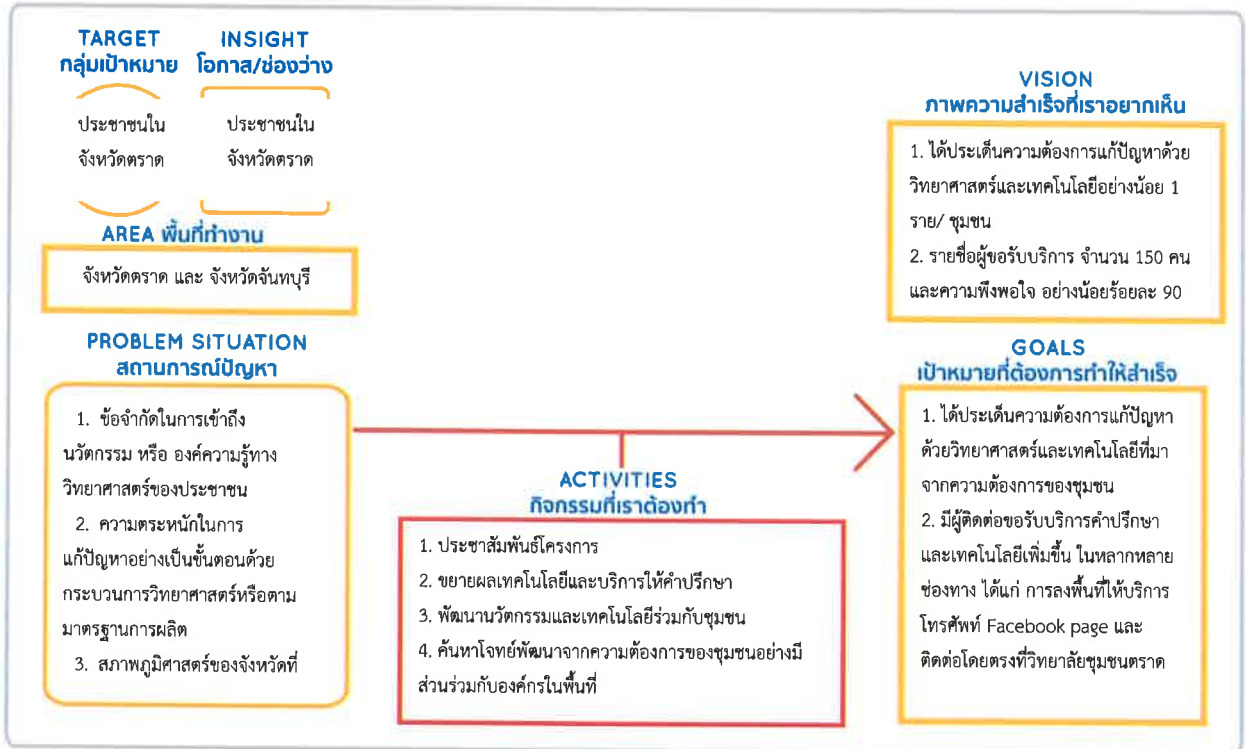 TARGET
กลุ่มเป้าหมาย
ประชาชนใน
จังหวัดตราด
INSIGHT
โอกาส/ช่องว่าง
ประชาชนใน
จังหวัดตราด
AREA พื้นที่ทำงาน
จังหวัดตราด และ จังหวัดจันทบุรี
PROBLEM SITUATION
สถานการณ์ปัญหา
1. ข้อจำกัดในการเข้าถึง
นวัตกรรม หรือ องค์ความรู้ทาง
วิทยาศาสตร์ของประชาชน
2. ความตระหนักในการ
แก้ปัญหาอย่างเป็นขั้นตอนด้วย
กระบวนการวิทยาศาสตร์หรือตาม
มาตรฐานการผลิต
3. สภาพภูมิศาสตร์ของจังหวัดที่
ACTIVITIES
กิจกรรมที่เราต้องทำ
1. ประชาสัมพันธ์โครงการ
2. ขยายผลเทคโนโลยีและบริการให้คำปรึกษา
3. พัฒนานวัตกรรมและเทคโนโลยีร่วมกับชุมชน
4. ค้นหาโจทย์พัฒนาจากความต้องการของชุมชนอย่างมี
ส่วนร่วมกับองค์กรในพื้นที่
VISION
ภาพความสำเร็จที่เราอยากเห็น
1. ได้ประเด็นความต้องการแก้ปัญหาด้วย
วิทยาศาสตร์และเทคโนโลยีอย่างน้อย 1
ราย/ ชุมชน
2. รายชื่อผู้ขอรับบริการ จำนวน 150 คน
และความพึงพอใจ อย่างน้อยร้อยละ 90
GOALS
เป้าหมายที่ต้องการทำให้สำเร็จ
1. ได้ประเด็นความต้องการแก้ปัญหา
ด้วยวิทยาศาสตร์และเทคโนโลยีที่มา
จากความต้องการของชุมชน
2. มีผู้ติดต่อขอรับบริการคำปรึกษา
และเทคโนโลยีเพิ่มขึ้น ในหลากหลาย
ช่องทาง ได้แก่ การลงพื้นที่ให้บริการ
โทรศัพท์ Facebook page และ
ติดต่อโดยตรงที่วิทยาลัยชุมชนตราด